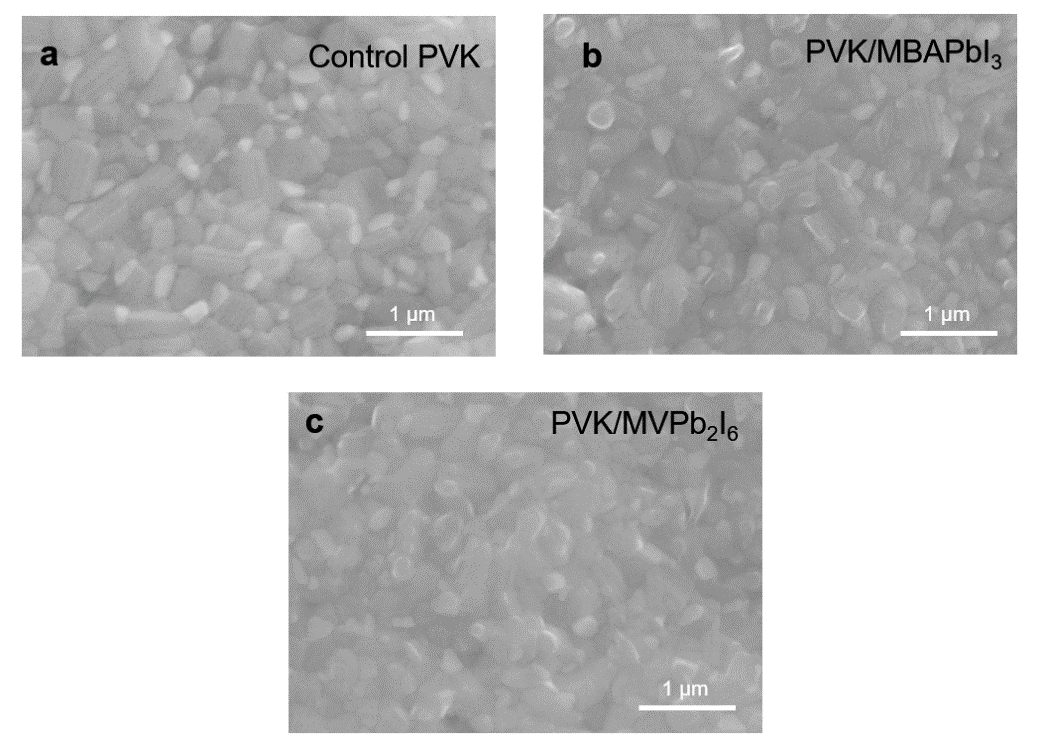 a
Control PVK
1 μm
b
PVK/MBAPbI₃
1 μm
c
PVK/MVPb₂I₆
1 μm